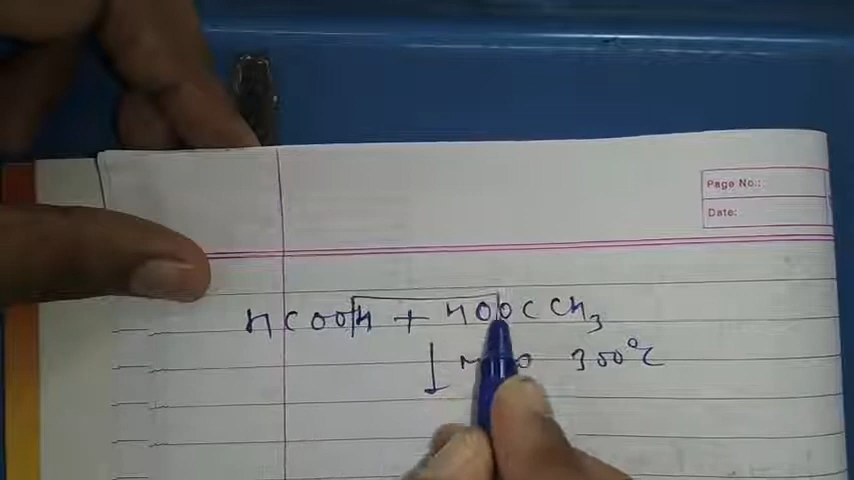 Page No.:
Date:
HCOOH + HOOCCH3
↓ 300°C